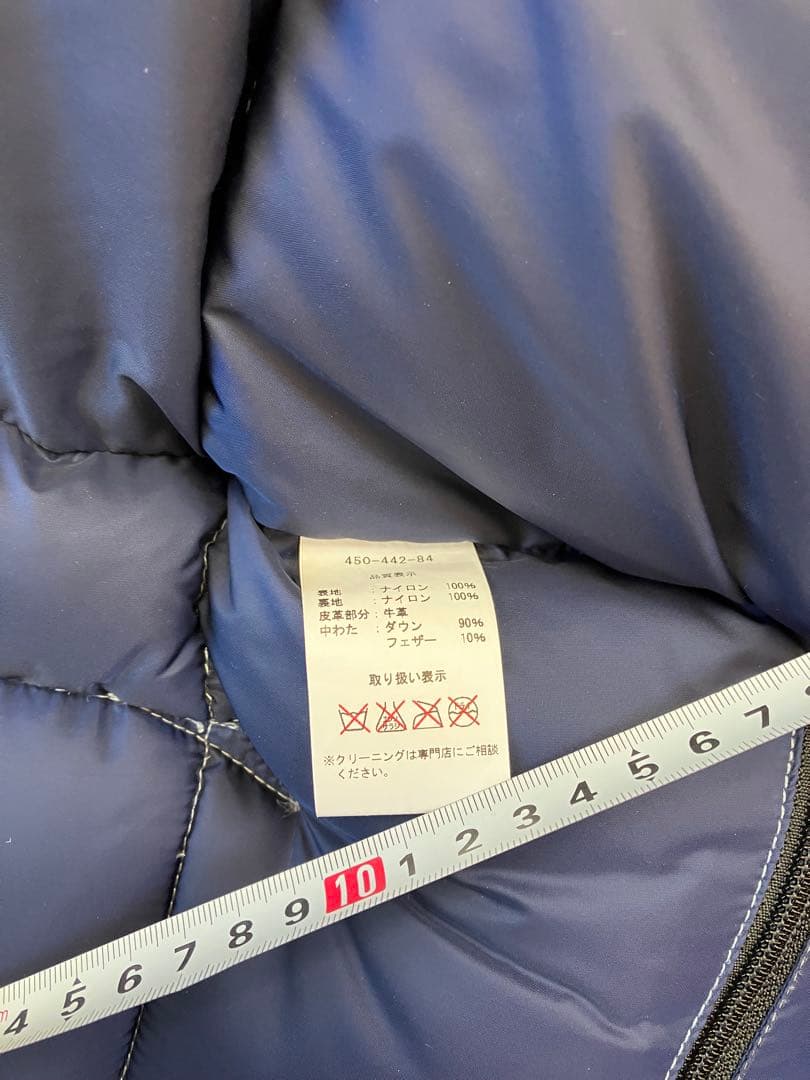 450-442-84
品質表示
表地 : ナイロン 100%
裏地 : ナイロン 100%
皮革部分 : 牛革
中わた : ダウン 90%
フェザー 10%
取り扱い表示
※クリーニングは専門店にご相談
ください。
4 5 6 7 8 9 10 1 2 3 4 5 6 7